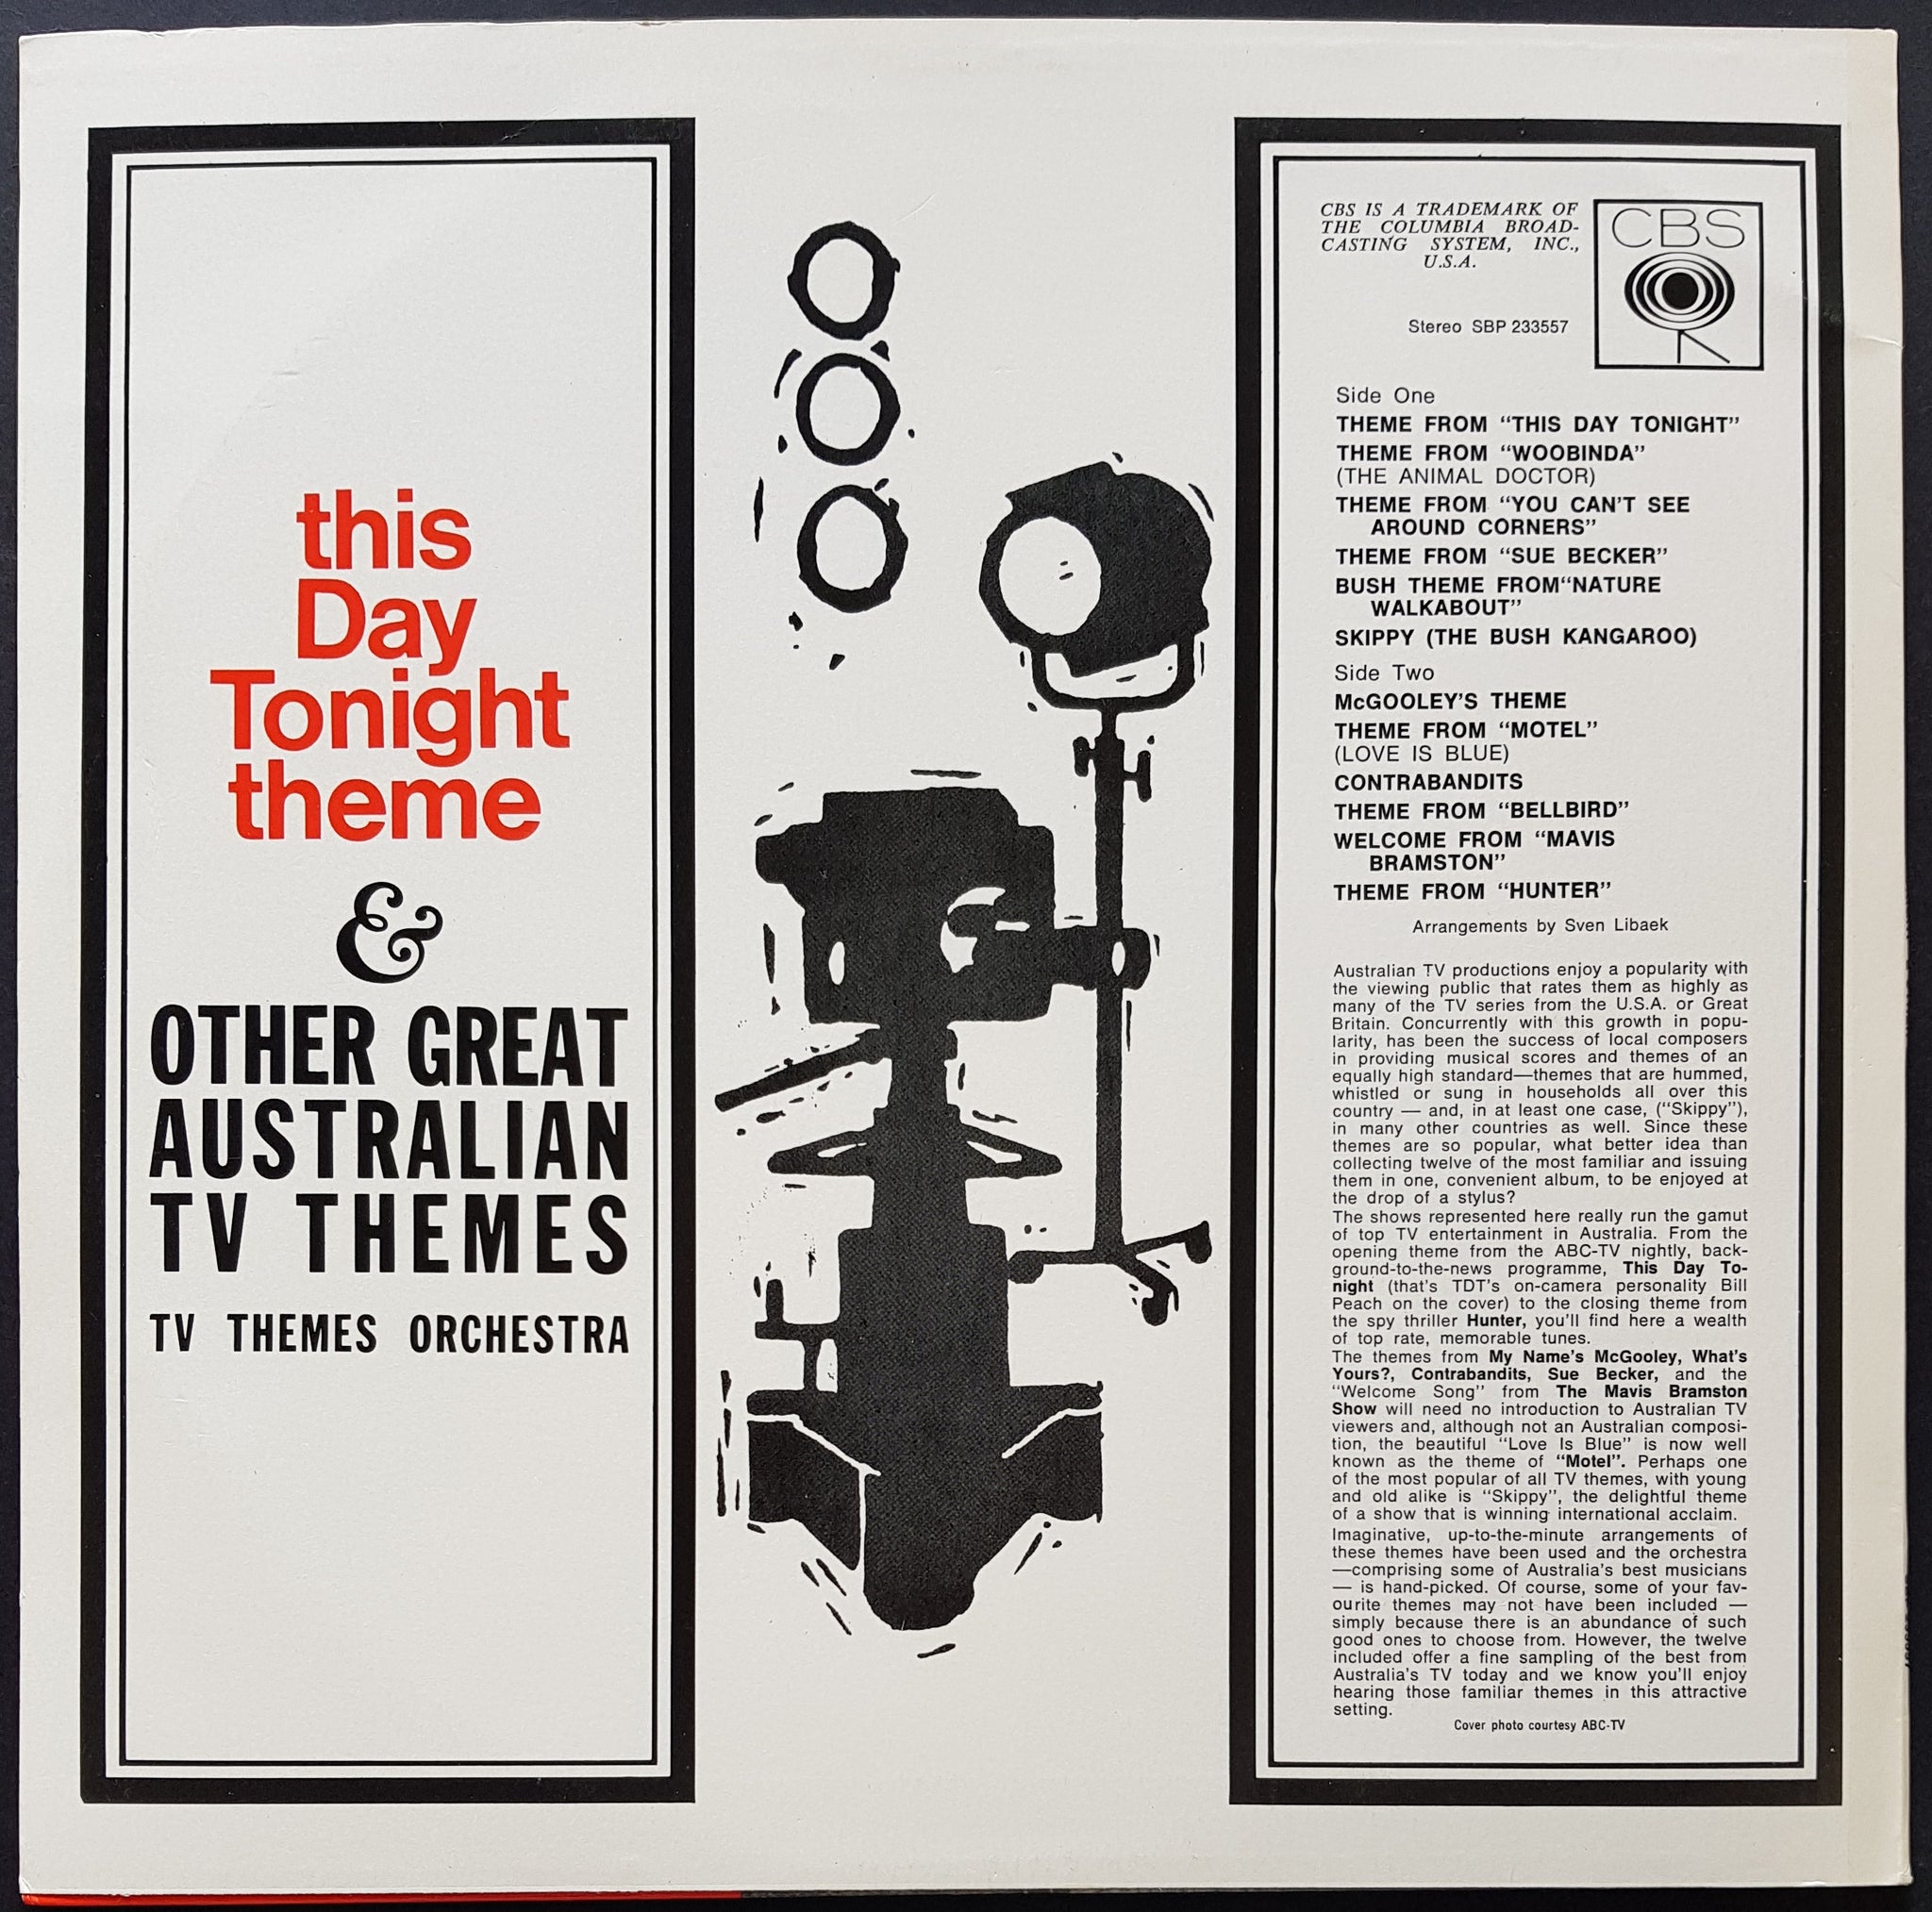 this
Day
Tonight
theme
&
OTHER GREAT
AUSTRALIAN
TV THEMES
TV THEMES ORCHESTRA
CBS IS A TRADEMARK OF
THE COLUMBIA BROAD-
CASTING SYSTEM, INC.,
U.S.A.
CBS
Stereo SBP 233557
Side One
THEME FROM “THIS DAY TONIGHT”
THEME FROM “WOOBINDA”
(THE ANIMAL DOCTOR)
THEME FROM “YOU CAN'T SEE
AROUND CORNERS”
THEME FROM “SUE BECKER”
BUSH THEME FROM“NATURE
WALKABOUT”
SKIPPY (THE BUSH KANGAROO)
Side Two
McGOOLEY'S THEME
THEME FROM “MOTEL”
(LOVE IS BLUE)
CONTRABANDITS
THEME FROM “BELLBIRD”
WELCOME FROM “MAVIS
BRAMSTON”
THEME FROM “HUNTER”
Arrangements by Sven Libaek
Australian TV productions enjoy a popularity with
the viewing public that rates them as highly as
many of the TV series from the U.S.A. or Great
Britain. Concurrently with this growth in popu-
larity, has been the success of local composers
in providing musical scores and themes of an
equally high standard—themes that are hummed,
whistled or sung in households all over this
country — and, in at least one case, (“Skippy”),
in many other countries as well. Since these
themes are so popular, what better idea than
collecting twelve of the most familiar and issuing
them in one, convenient album, to be enjoyed at
the drop of a stylus?
The shows represented here really run the gamut
of top TV entertainment in Australia. From the
opening theme from the ABC-TV nightly, back-
ground-to-the-news programme, This Day To-
night (that's TDT's on-camera personality Bill
Peach on the cover) to the closing theme from
the spy thriller Hunter, you'll find here a wealth
of top rate, memorable tunes.
The themes from My Name's McGooley, What's
Yours?, Contrabandits, Sue Becker, and the
“Welcome Song” from The Mavis Bramston
Show will need no introduction to Australian TV
viewers and, although not an Australian composi-
tion, the beautiful “Love Is Blue” is now well
known as the theme of “Motel”. Perhaps one
of the most popular of all TV themes, with young
and old alike is “Skippy”, the delightful theme
of a show that is winning international acclaim.
Imaginative, up-to-the-minute arrangements of
these themes have been used and the orchestra
—comprising some of Australia's best musicians
— is hand-picked. Of course, some of your fav-
ourite themes may not have been included —
simply because there is an abundance of such
good ones to choose from. However, the twelve
included offer a fine sampling of the best from
Australia's TV today and we know you'll enjoy
hearing those familiar themes in this attractive
setting.
Cover photo courtesy ABC-TV